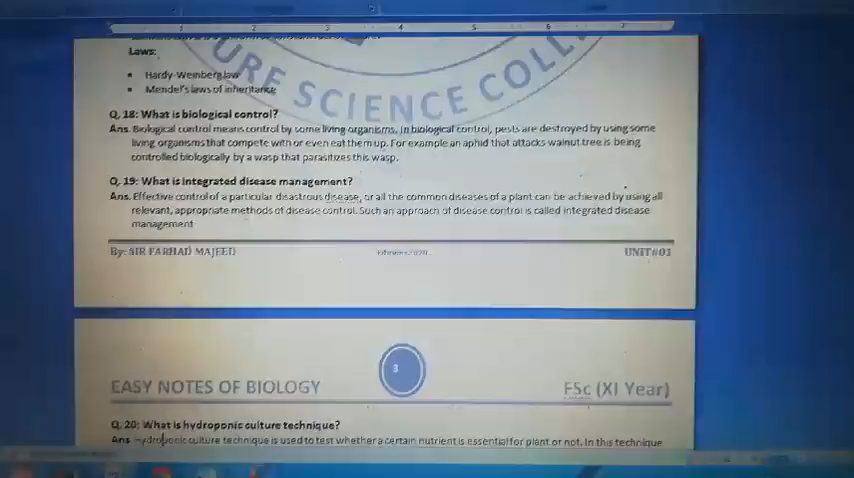 Laws:
Hardy-Weinberg law
Mendel's laws of inheritance
URE SCIENCE COLL
Q. 18: What is biological control?
Ans. Biological control means control by some living organisms. In biological control, pests are destroyed by using some
living organisms that compete with or even eat them up. For example an aphid that attacks walnut tree is being
controlled biologically by a wasp that parasitizes this wasp.
Q. 19: What is integrated disease management?
Ans. Effective control of a particular disastrous disease, or all the common diseases of a plant can be achieved by using all
relevant, appropriate methods of disease control. Such an approach of disease control is called integrated disease
management
By: SIR FARHAD MAJEED
UNIT#01
3
EASY NOTES OF BIOLOGY
FSc (XI Year)
Q. 20: What is hydroponic culture technique?
Ans. Hydroponic culture technique is used to test whether a certain nutrient is essential for plant or not. In this technique